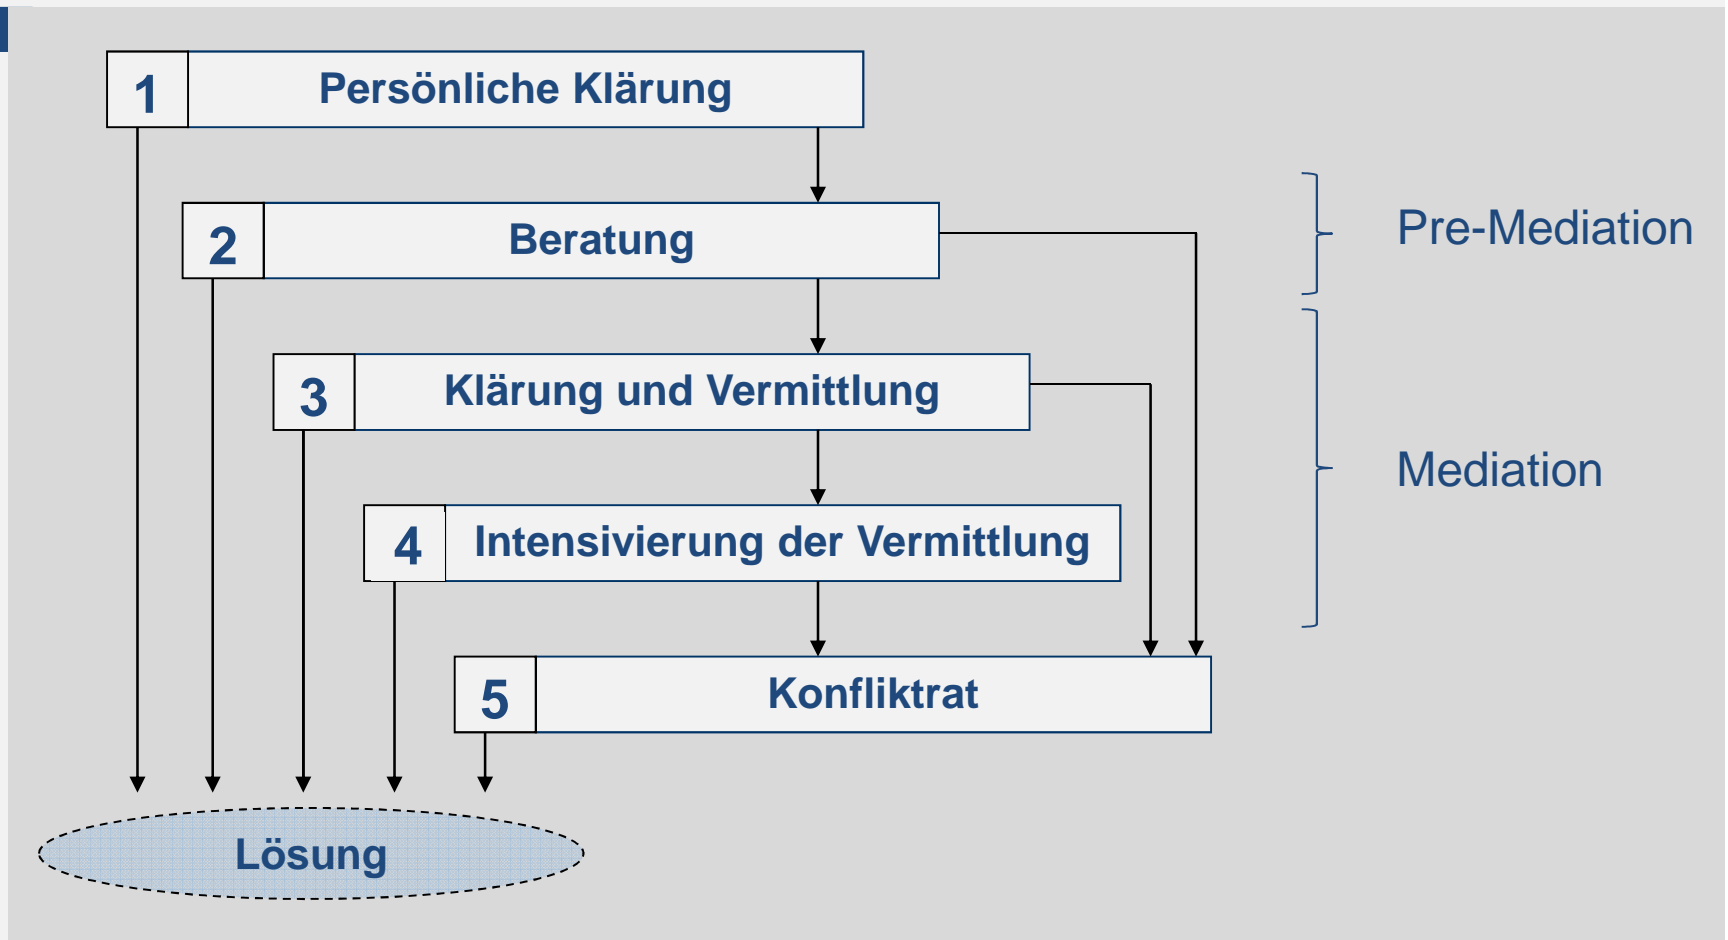 1 Persönliche Klärung
2 Beratung
Pre-Mediation
3 Klärung und Vermittlung
Mediation
4 Intensivierung der Vermittlung
5 Konfliktrat
Lösung